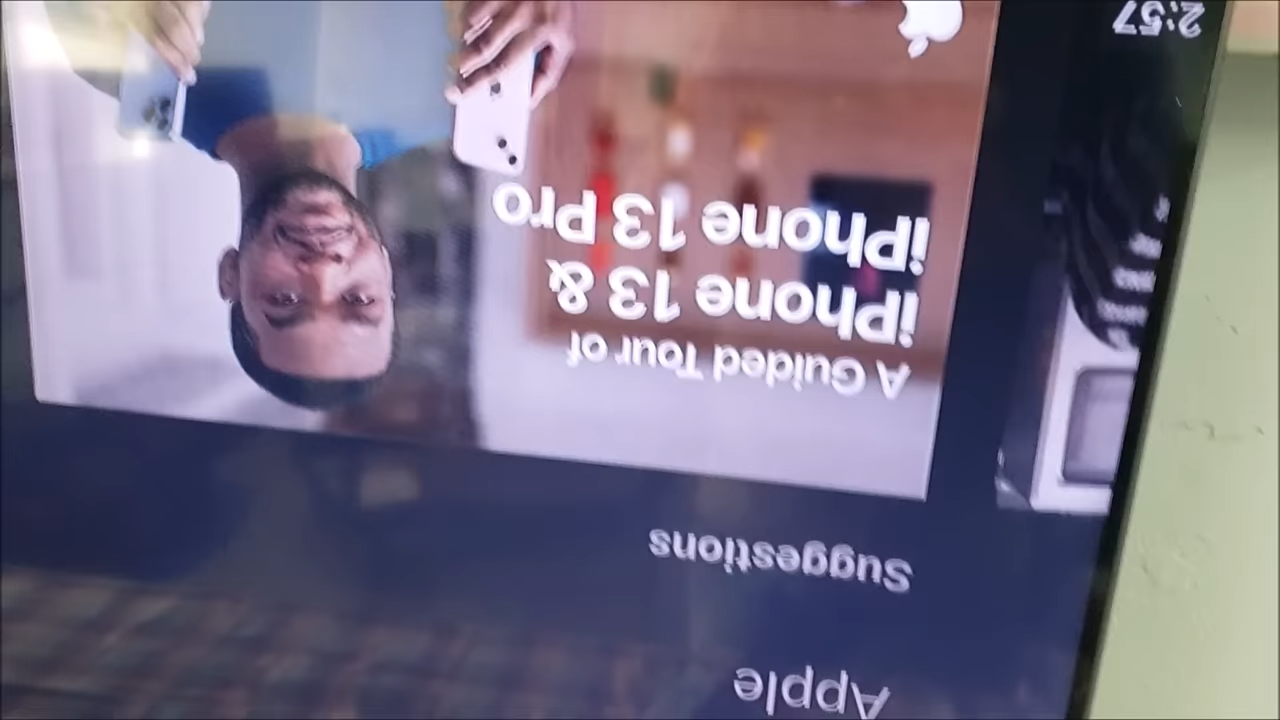 Apple
Suggestions
A Guided Tour of
iPhone 13 &
iPhone 13 Pro
2:57